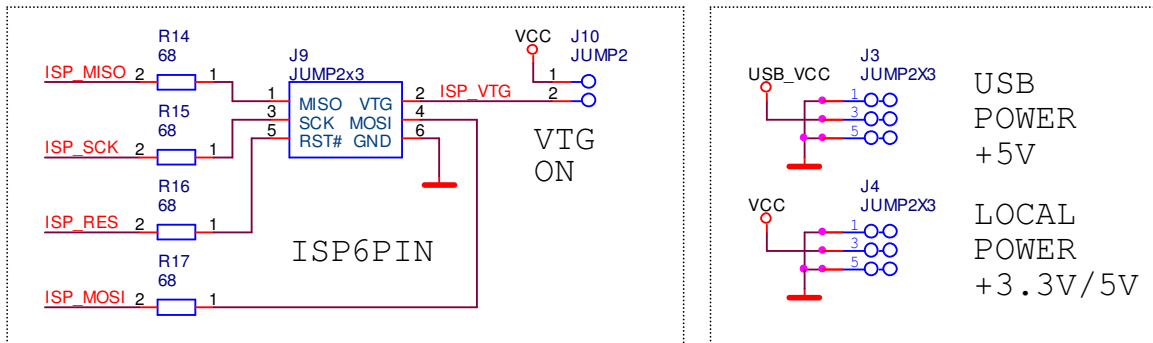 R14
68
ISP_MISO 2 1
R15
68
ISP_SCK 2 1
R16
68
ISP_RES 2 1
R17
68
ISP_MOSI 2 1
J9
JUMP2x3
1 MISO VTG 2 ISP_VTG
3 SCK MOSI 4
5 RST# GND 6
ISP6PIN
VCC
J10
JUMP2
1
2
VTG
ON
J3
JUMP2X3
USB_VCC
1
3
5
USB
POWER
+5V
J4
JUMP2X3
VCC
1
3
5
LOCAL
POWER
+3.3V/5V